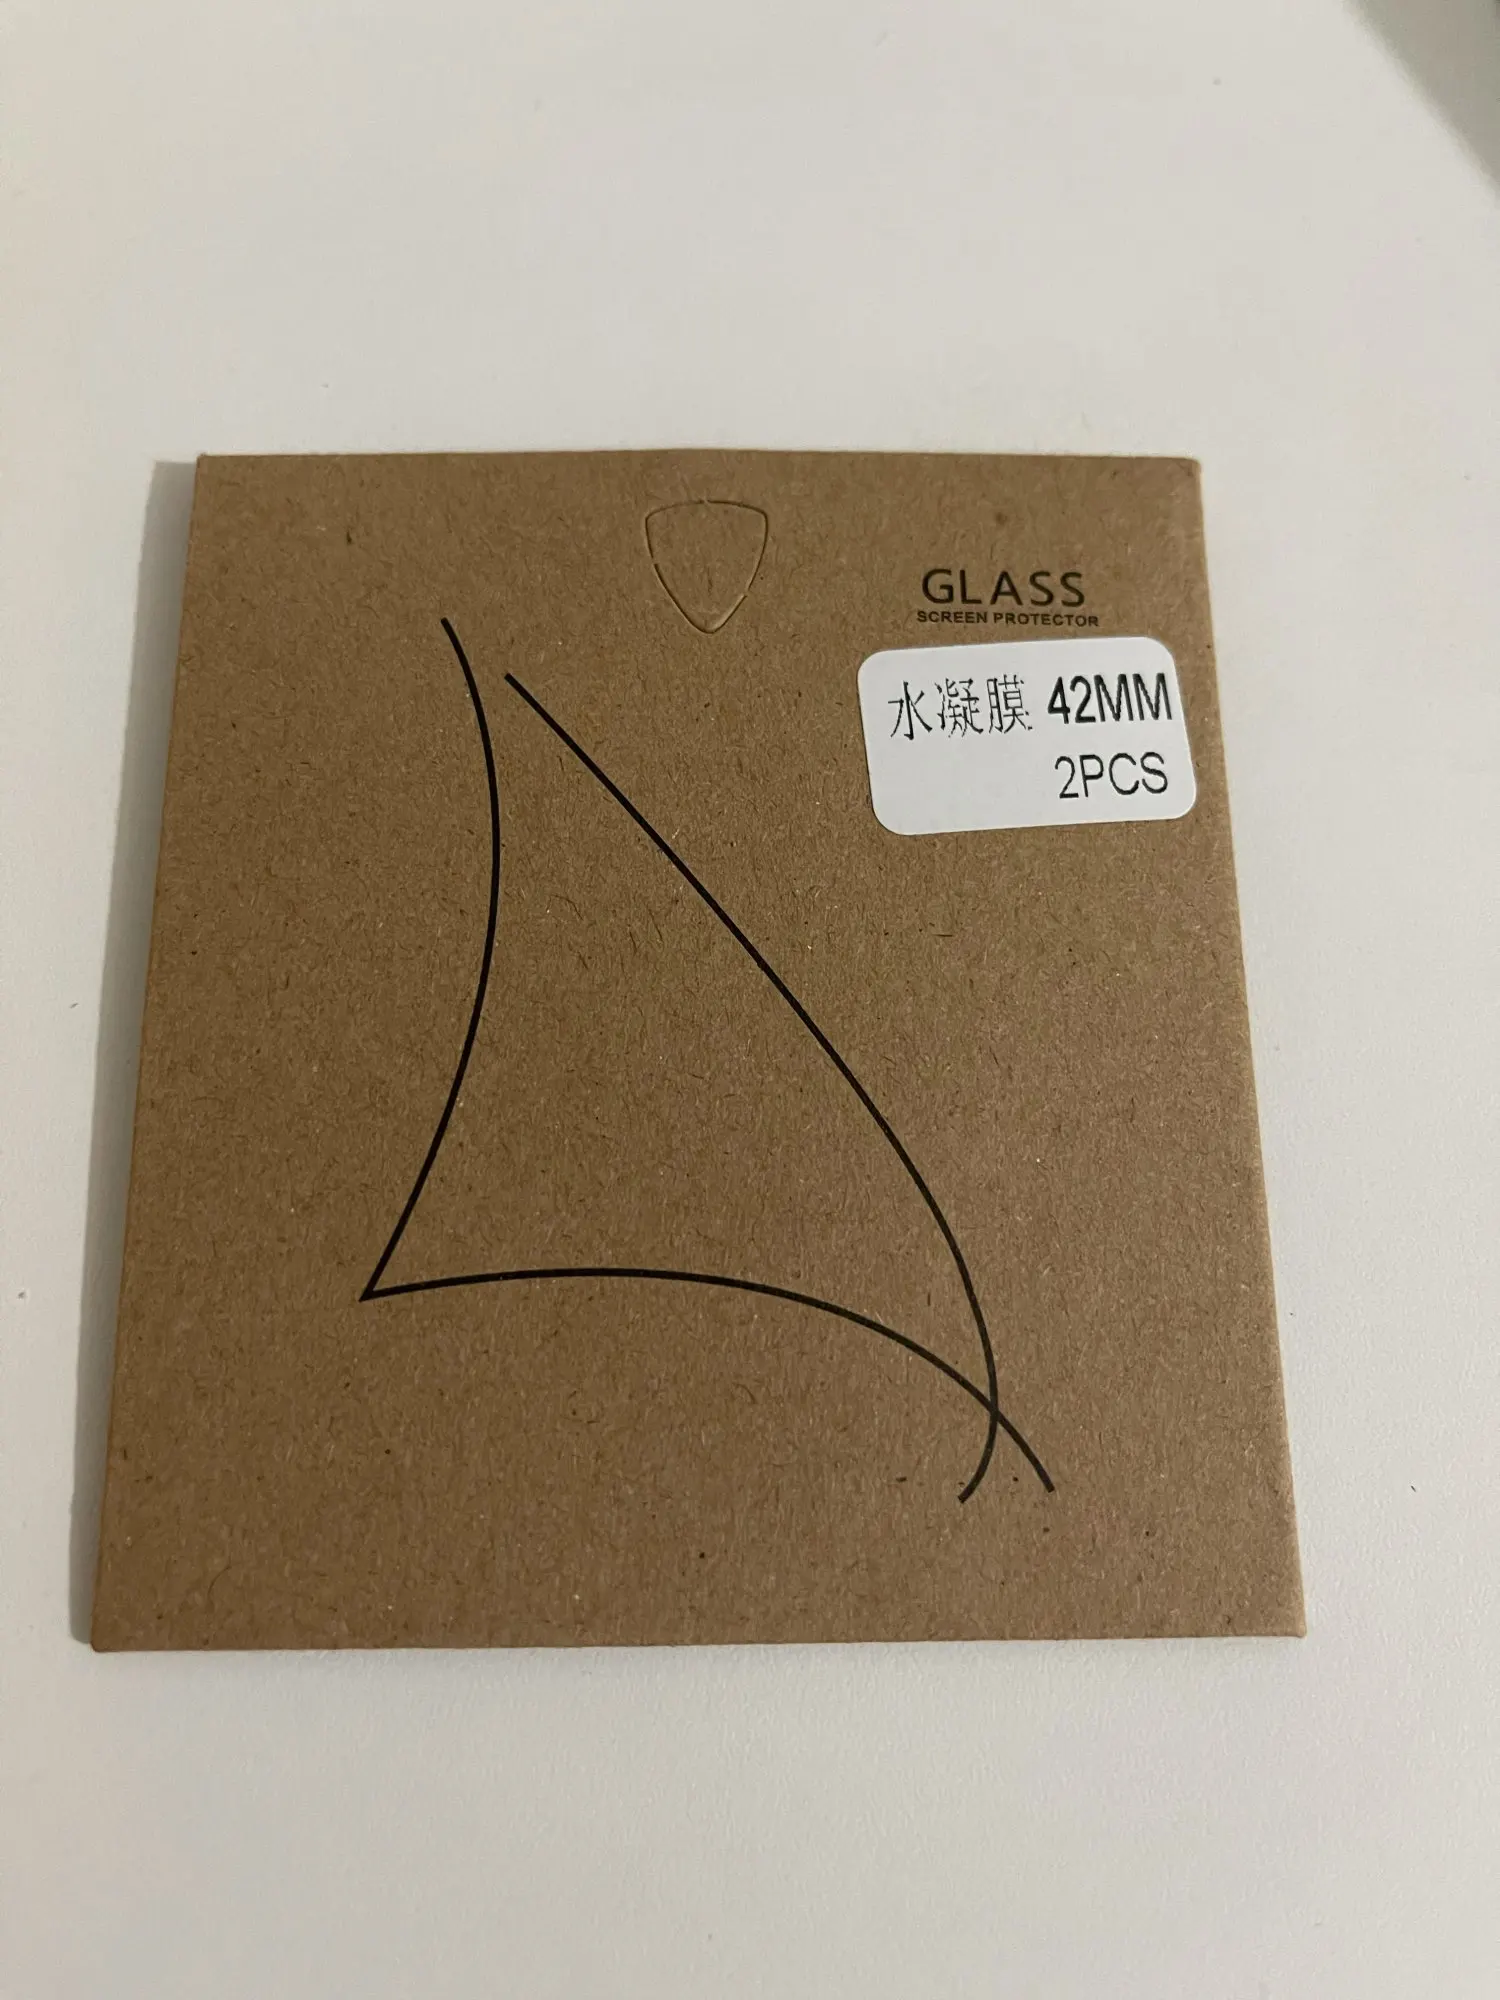 GLASS
SCREEN PROTECTOR
水凝膜 42MM
2PCS